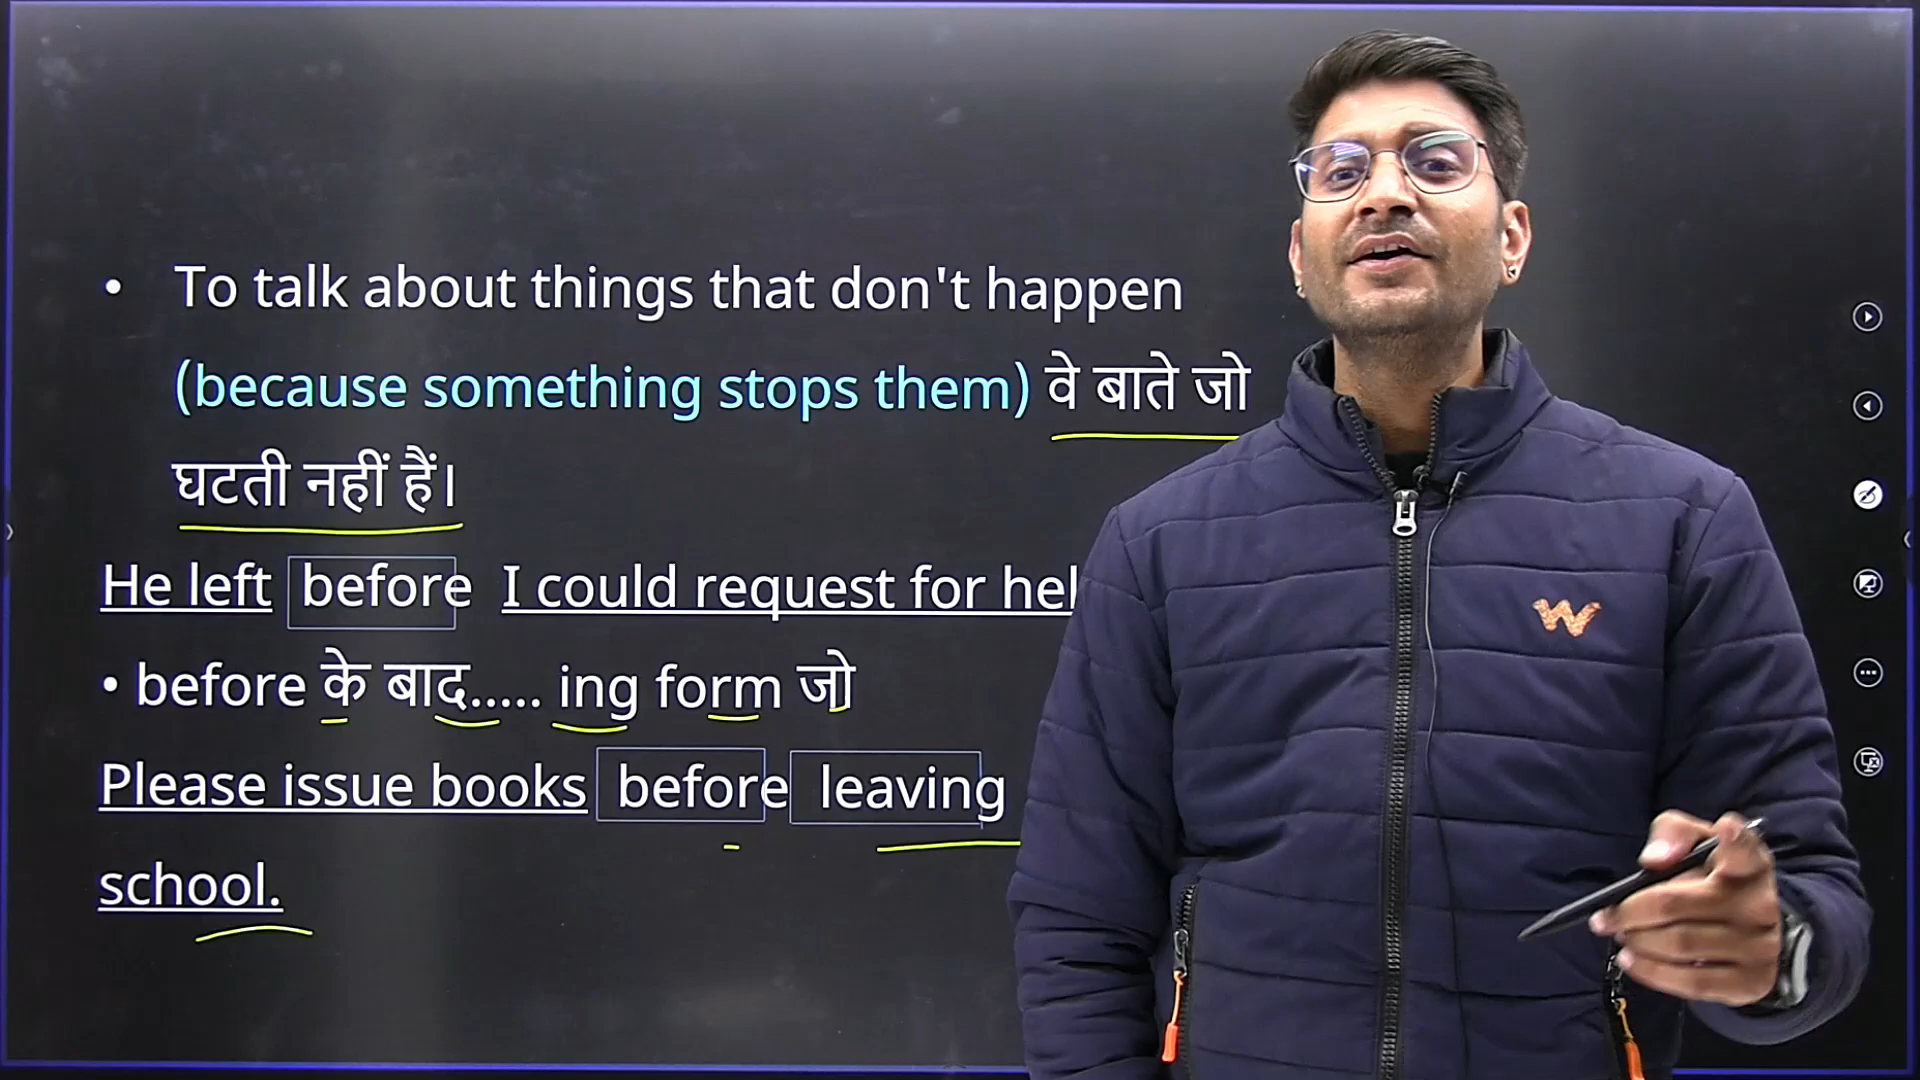 • To talk about things that don't happen
(because something stops them) वे बाते जो
घटती नहीं हैं।
He left before I could request for
• before के बाद..... ing form जो
Please issue books before leaving
school.